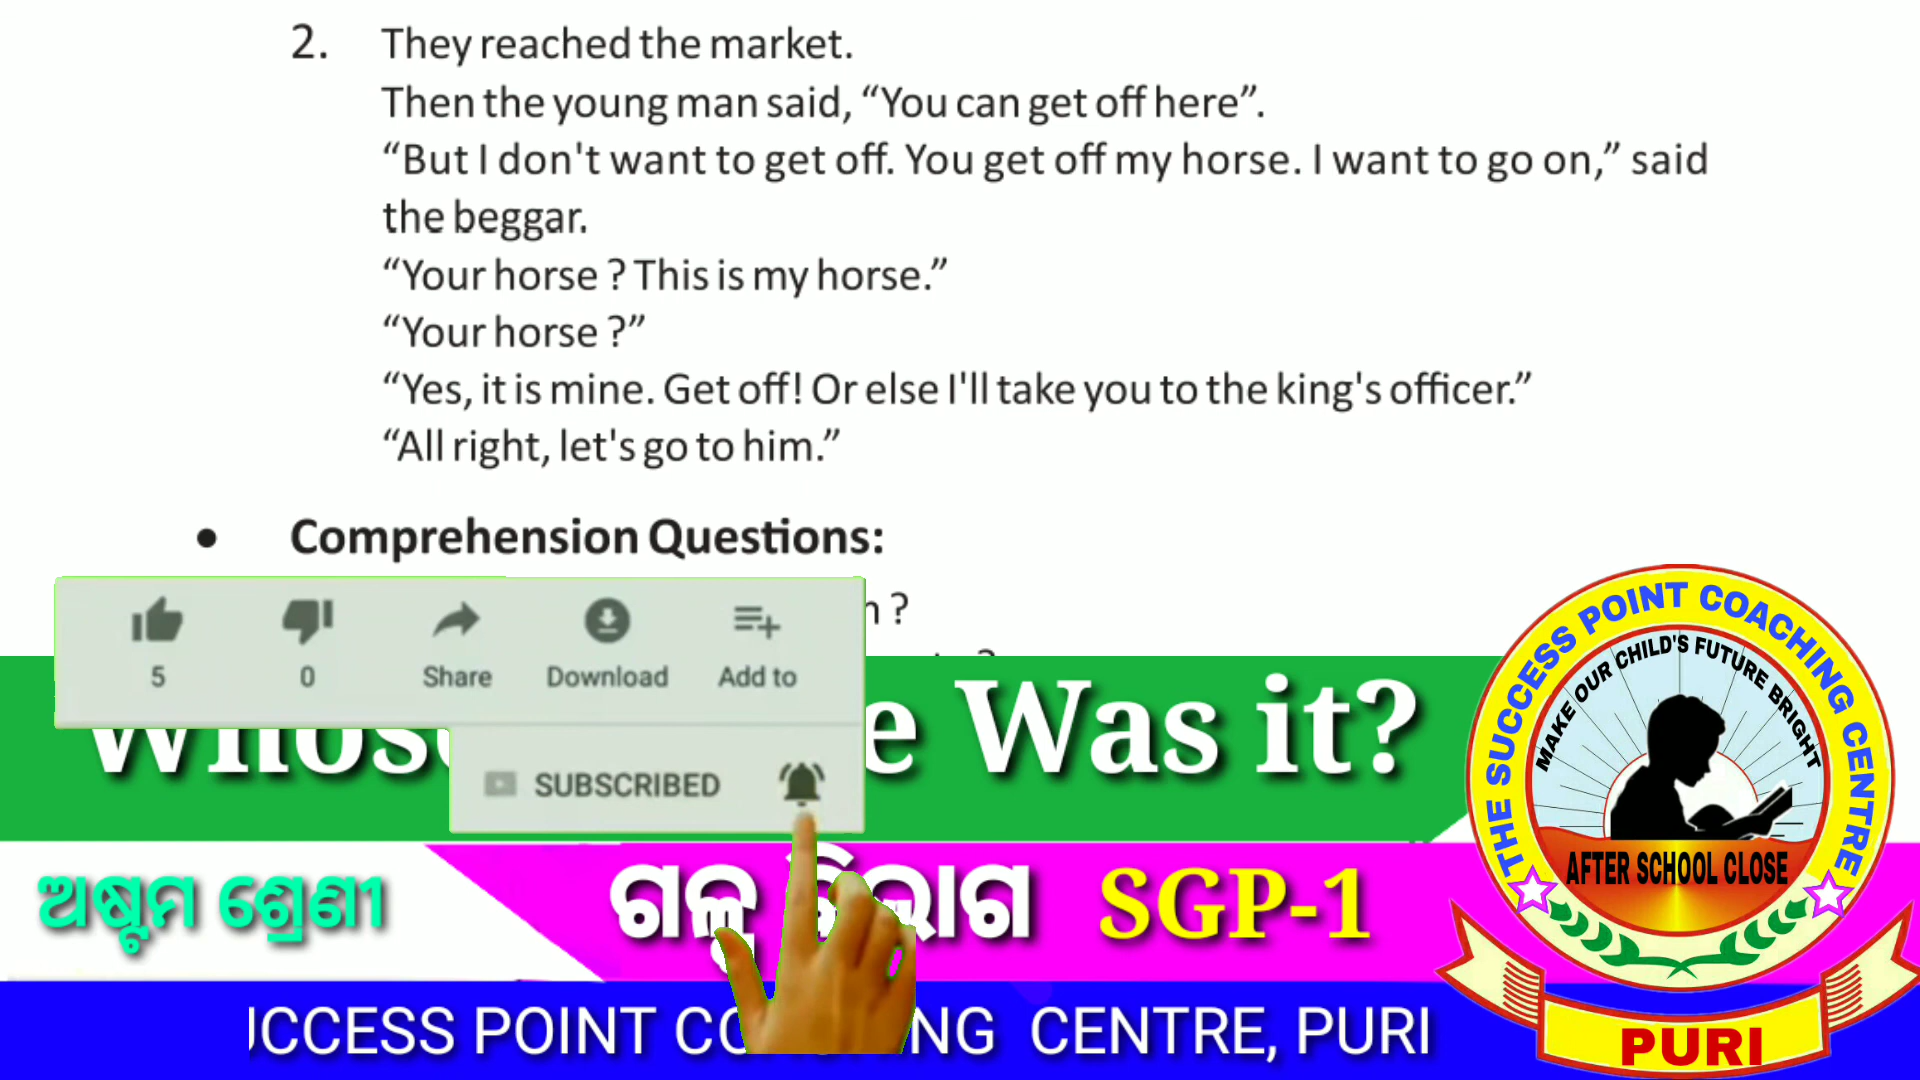 2. They reached the market.
Then the young man said, “You can get off here”.
“But I don't want to get off. You get off my horse. I want to go on,” said
the beggar.
“Your horse ? This is my horse.”
“Your horse ?”
“Yes, it is mine. Get off! Or else I'll take you to the king's officer.”
“All right, let's go to him.”
• Comprehension Questions:
?
5 0 Share Download Add to
Was it?
SUBSCRIBED
ଅଷ୍ଟମ ଶ୍ରେଣୀ
SGP-1
POINT
CENTRE, PURI
THE SUCCESS POINT COACHING CENTRE
MAKE OUR CHILD'S FUTURE BRIGHT
AFTER SCHOOL CLOSE
PURI